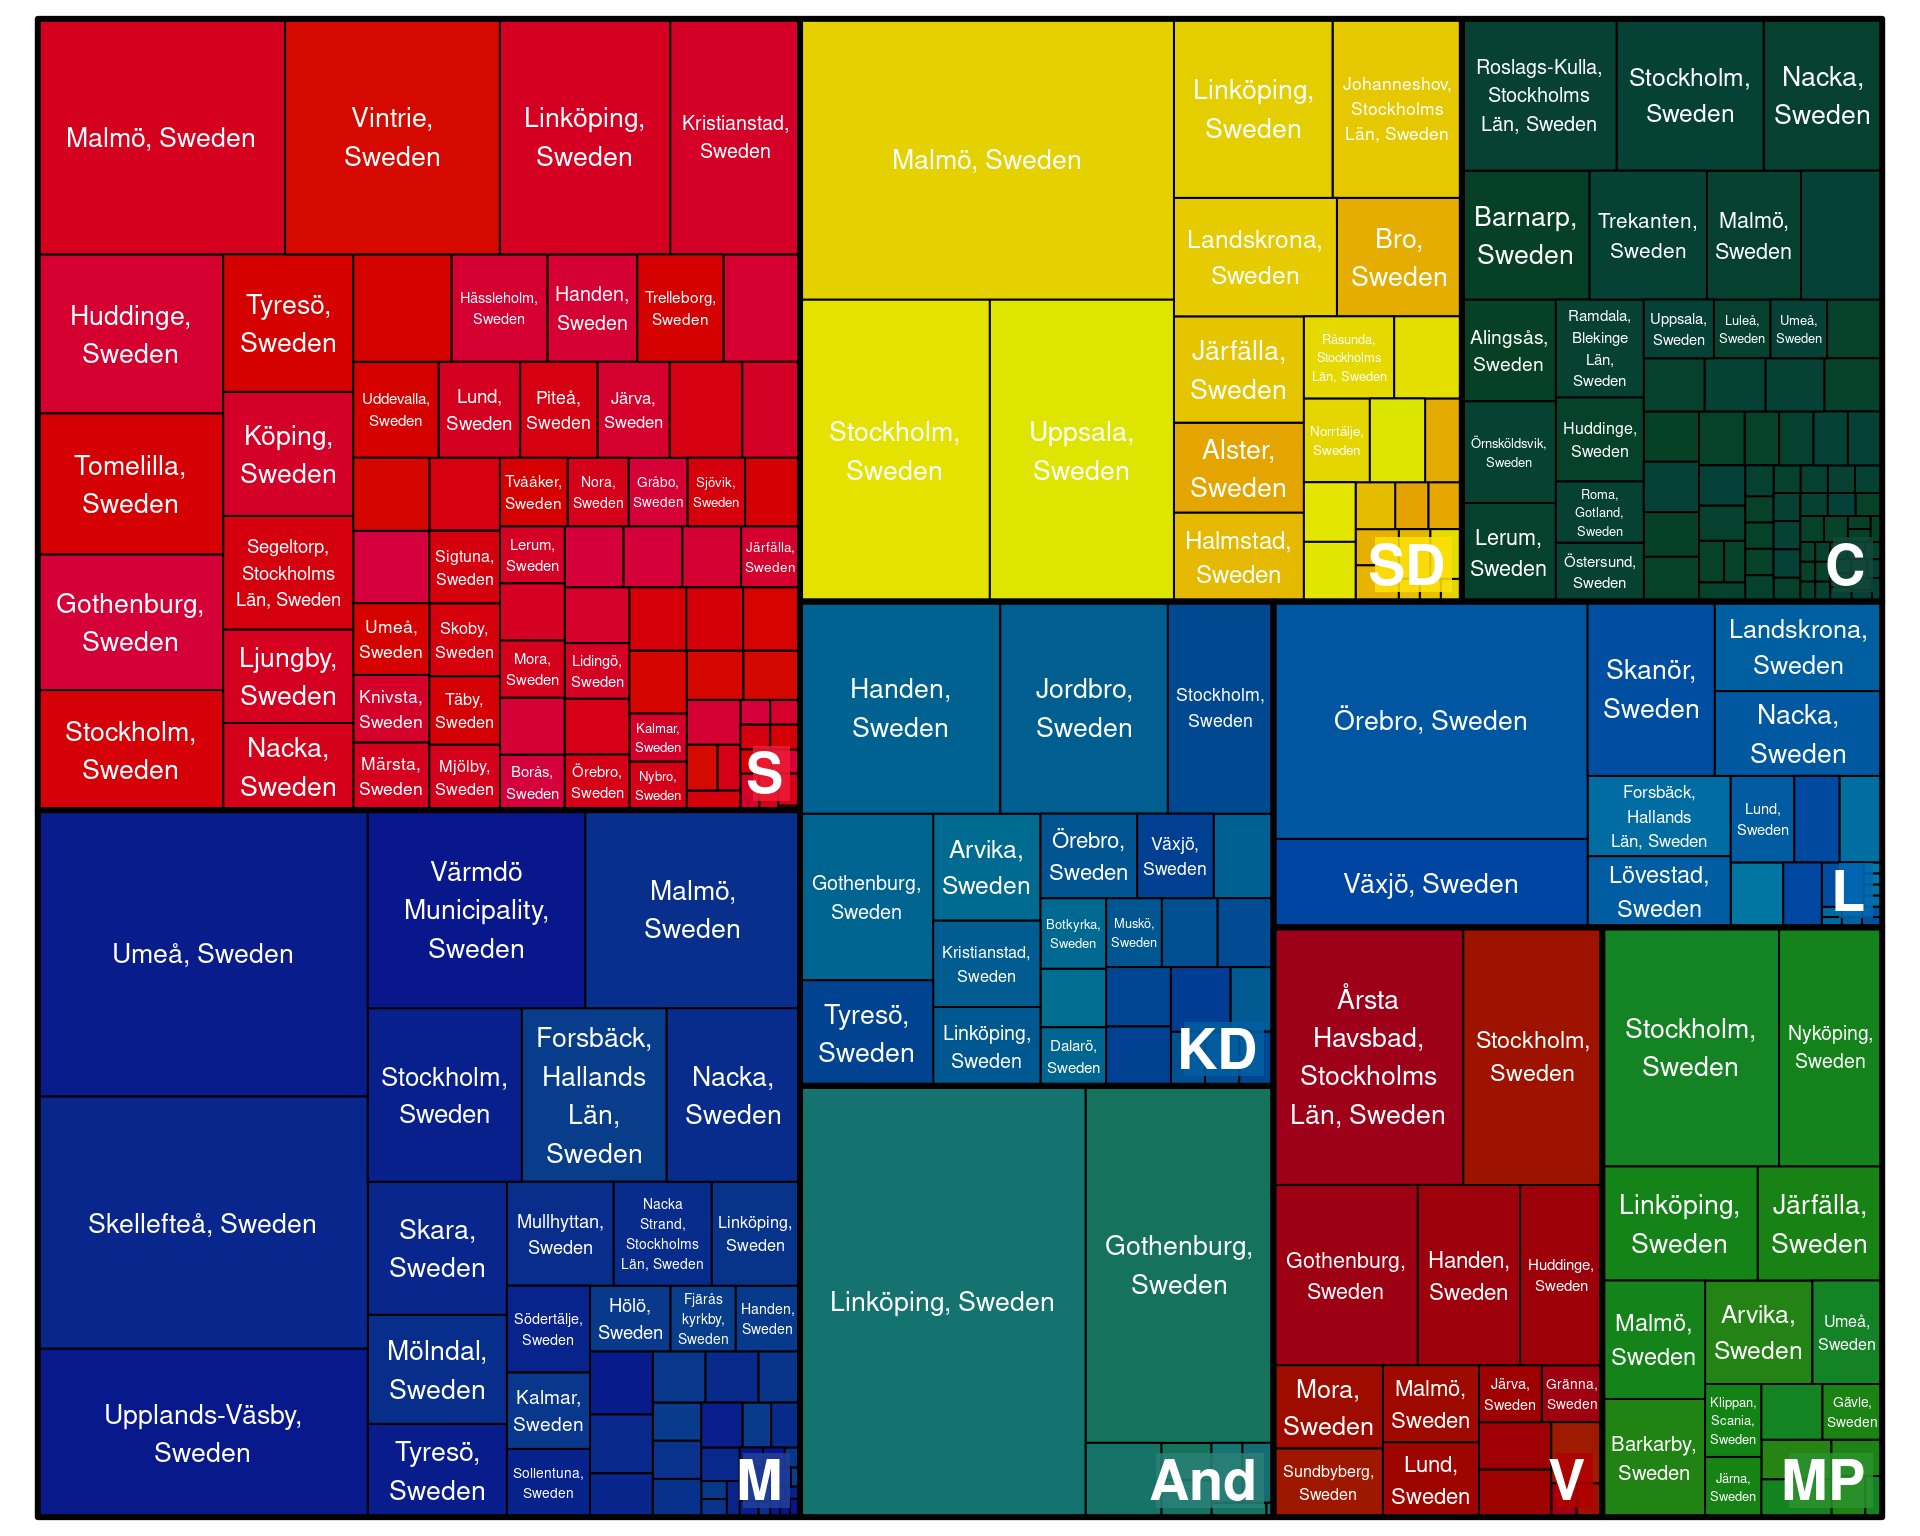 Malmö, Sweden
Vintrie,
Sweden
Linköping,
Sweden
Kristianstad,
Sweden
Huddinge,
Sweden
Tomelilla,
Sweden
Gothenburg,
Sweden
Stockholm,
Sweden
Tyresö,
Sweden
Köping,
Sweden
Segeltorp,
Stockholms
Län, Sweden
Ljungby,
Sweden
Nacka,
Sweden
Hässleholm,
Sweden
Handen,
Sweden
Trelleborg,
Sweden
Uddevalla,
Sweden
Lund,
Sweden
Piteå,
Sweden
Järva,
Sweden
Sigtuna,
Sweden
Umeå,
Sweden
Skoby,
Sweden
Knivsta,
Sweden
Täby,
Sweden
Märsta,
Sweden
Mjölby,
Sweden
Tvååker,
Sweden
Nora,
Sweden
Gråbo,
Sweden
Sjövik,
Sweden
Lerum,
Sweden
Järfälla,
Sweden
Mora,
Sweden
Lidingö,
Sweden
Borås,
Sweden
Örebro,
Sweden
Kalmar,
Sweden
Nybro,
Sweden
S
Malmö, Sweden
Stockholm,
Sweden
Uppsala,
Sweden
Linköping,
Sweden
Johanneshov,
Stockholms
Län, Sweden
Landskrona,
Sweden
Bro,
Sweden
Järfälla,
Sweden
Alster,
Sweden
Halmstad,
Sweden
Råsunda,
Stockholms
Län, Sweden
Norrtälje,
Sweden
SD
Roslags-Kulla,
Stockholms
Län, Sweden
Stockholm,
Sweden
Nacka,
Sweden
Barnarp,
Sweden
Trekanten,
Sweden
Malmö,
Sweden
Alingsås,
Sweden
Örnsköldsvik,
Sweden
Lerum,
Sweden
Ramdala,
Blekinge
Län,
Sweden
Huddinge,
Sweden
Roma,
Gotland,
Sweden
Östersund,
Sweden
Uppsala,
Sweden
Luleå,
Sweden
Umeå,
Sweden
C
Umeå, Sweden
Skellefteå, Sweden
Upplands-Väsby,
Sweden
Värmdö
Municipality,
Sweden
Malmö,
Sweden
Stockholm,
Sweden
Forsbäck,
Hallands
Län,
Sweden
Nacka,
Sweden
Skara,
Sweden
Mölndal,
Sweden
Tyresö,
Sweden
Mullhyttan,
Sweden
Nacka
Strand,
Stockholms
Län, Sweden
Linköping,
Sweden
Södertälje,
Sweden
Hölö,
Sweden
Fjärås
kyrkby,
Sweden
Handen,
Sweden
Kalmar,
Sweden
Sollentuna,
Sweden
M
Handen,
Sweden
Jordbro,
Sweden
Stockholm,
Sweden
Gothenburg,
Sweden
Tyresö,
Sweden
Arvika,
Sweden
Kristianstad,
Sweden
Linköping,
Sweden
Örebro,
Sweden
Växjö,
Sweden
Botkyrka,
Sweden
Muskö,
Sweden
Dalarö,
Sweden
KD
Linköping, Sweden
Gothenburg,
Sweden
And
Örebro, Sweden
Växjö, Sweden
Skanör,
Sweden
Landskrona,
Sweden
Nacka,
Sweden
Forsbäck,
Hallands
Län, Sweden
Lövestad,
Sweden
Lund,
Sweden
L
Årsta
Havsbad,
Stockholms
Län, Sweden
Stockholm,
Sweden
Gothenburg,
Sweden
Handen,
Sweden
Huddinge,
Sweden
Mora,
Sweden
Sundbyberg,
Sweden
Malmö,
Sweden
Lund,
Sweden
Järva,
Sweden
Gränna,
Sweden
V
Stockholm,
Sweden
Nyköping,
Sweden
Linköping,
Sweden
Järfälla,
Sweden
Malmö,
Sweden
Barkarby,
Sweden
Arvika,
Sweden
Umeå,
Sweden
Klippan,
Scania,
Sweden
Järna,
Sweden
Gävle,
Sweden
MP